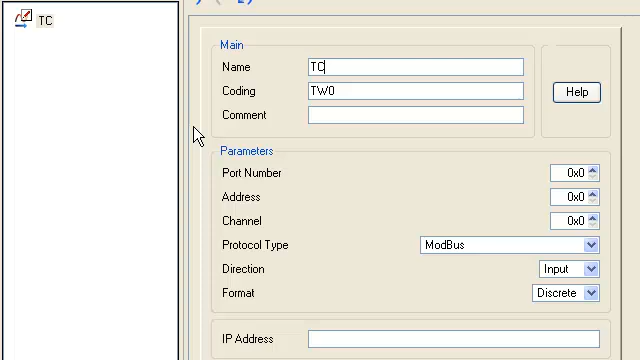 TC
Main
Name TC
Coding TW0
Help
Comment
Parameters
Port Number 0x0
Address 0x0
Channel 0x0
Protocol Type ModBus
Direction Input
Format Discrete
IP Address